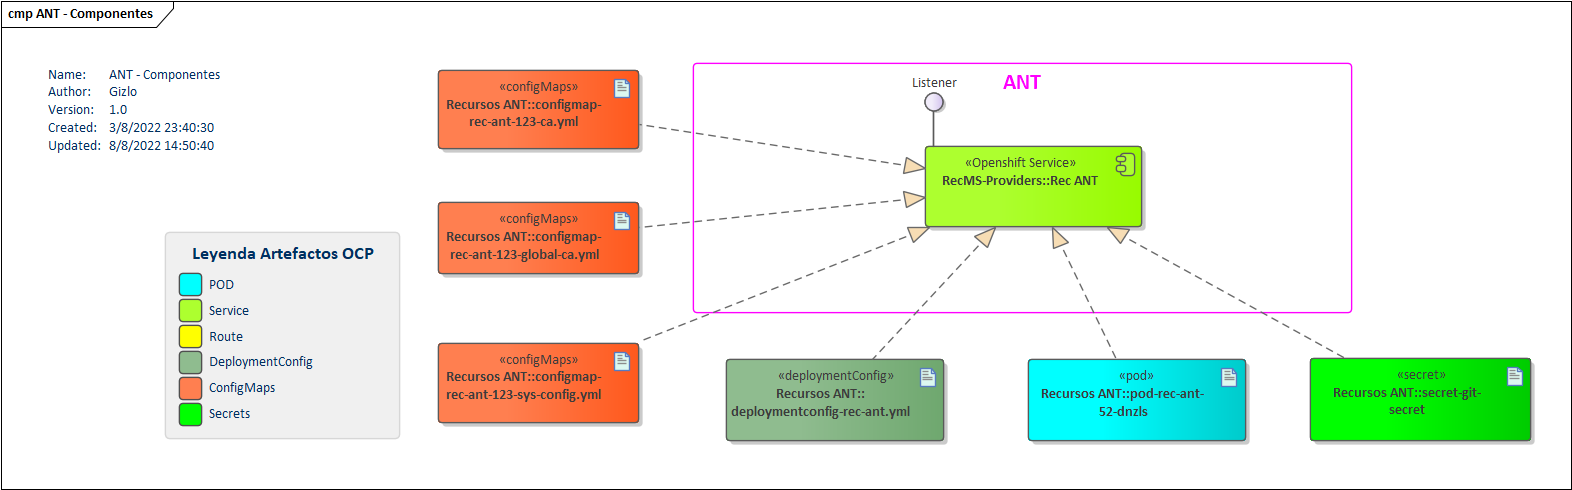 cmp ANT - Componentes
Name: ANT - Componentes
Author: Gizlo
Version: 1.0
Created: 3/8/2022 23:40:30
Updated: 8/8/2022 14:50:40
«configMaps»
Recursos ANT::configmap-
rec-ant-123-ca.yml
ANT
Listener
«Openshift Service»
RecMS-Providers::Rec ANT
«configMaps»
Recursos ANT::configmap-
rec-ant-123-global-ca.yml
Leyenda Artefactos OCP
POD
Service
Route
DeploymentConfig
ConfigMaps
Secrets
«configMaps»
Recursos ANT::configmap-
rec-ant-123-sys-config.yml
«deploymentConfig»
Recursos ANT::
deploymentconfig-rec-ant.yml
«pod»
Recursos ANT::pod-rec-ant-
52-dnzls
«secret»
Recursos ANT::secret-git-
secret